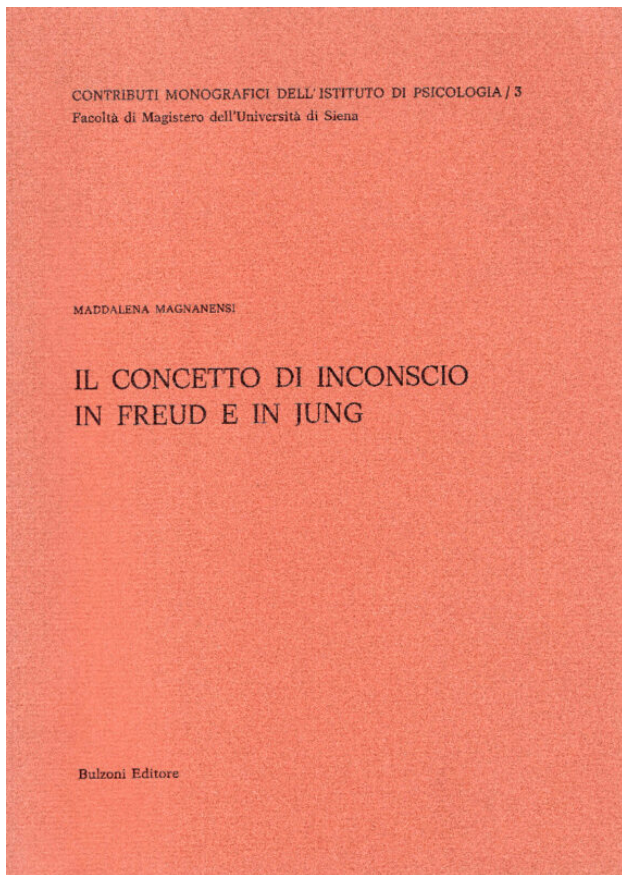 CONTRIBUTI MONOGRAFICI DELL'ISTITUTO DI PSICOLOGIA / 3
Facoltà di Magistero dell'Università di Siena
MADDALENA MAGNANENSI
IL CONCETTO DI INCONSCIO
IN FREUD E IN JUNG
Bulzoni Editore